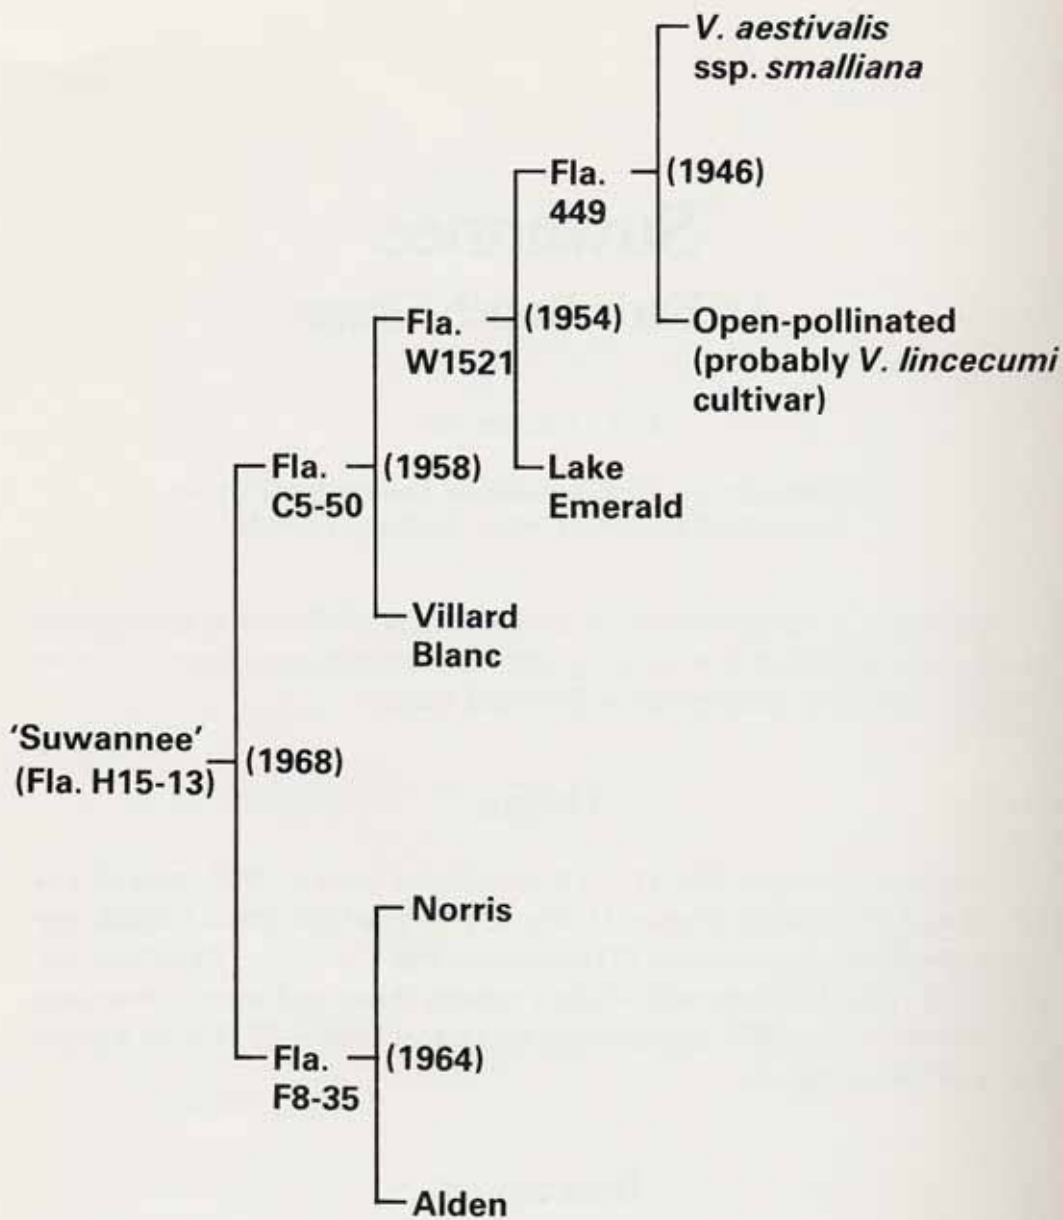 V. aestivalis
ssp. smalliana
Fla.
449
(1946)
Fla.
W1521
(1954)
Open-pollinated
(probably V. lincecumi
cultivar)
Fla.
C5-50
(1958)
Lake
Emerald
Villard
Blanc
'Suwannee'
(Fla. H15-13)
(1968)
Norris
Fla.
F8-35
(1964)
Alden